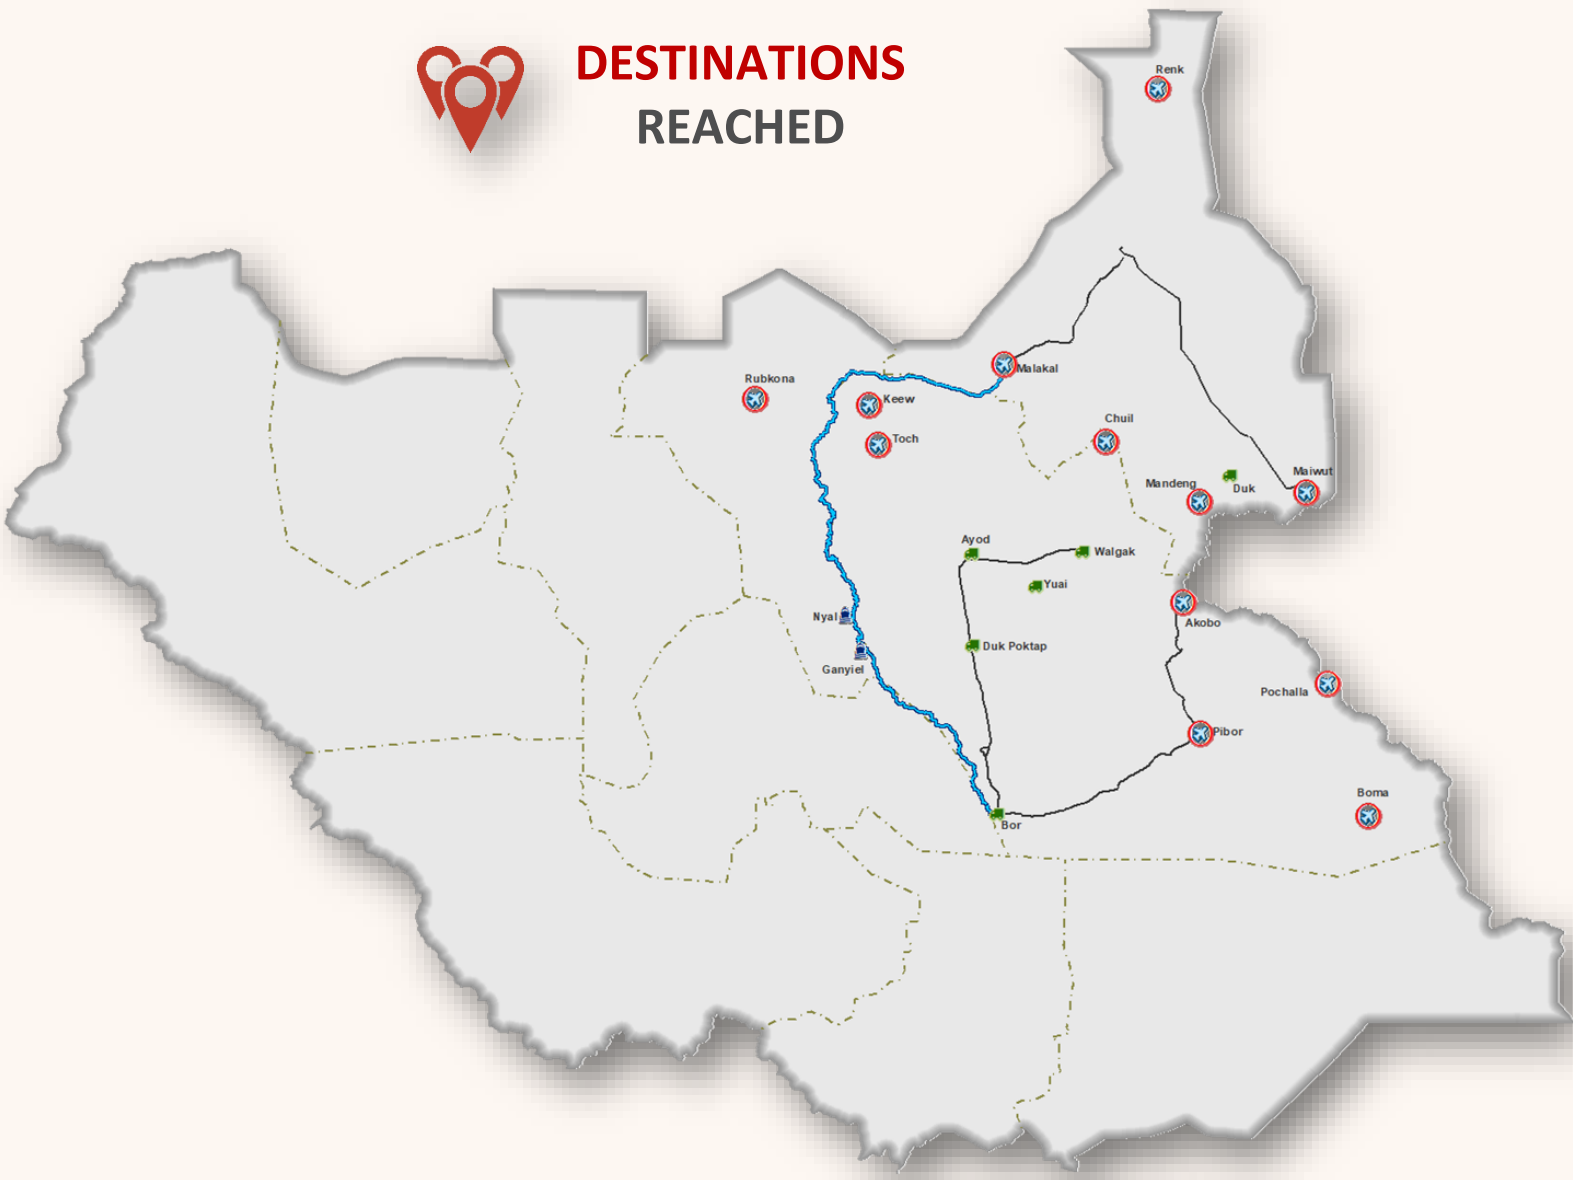 DESTINATIONS
REACHED
Renk
Malakal
Rubkona
Keew
Chuil
Toch
Maiwut
Mandeng
Duk
Ayod
Walgak
Yuai
Nyal
Akobo
Duk Poktap
Ganyiel
Pochalla
Pibor
Boma
Bor